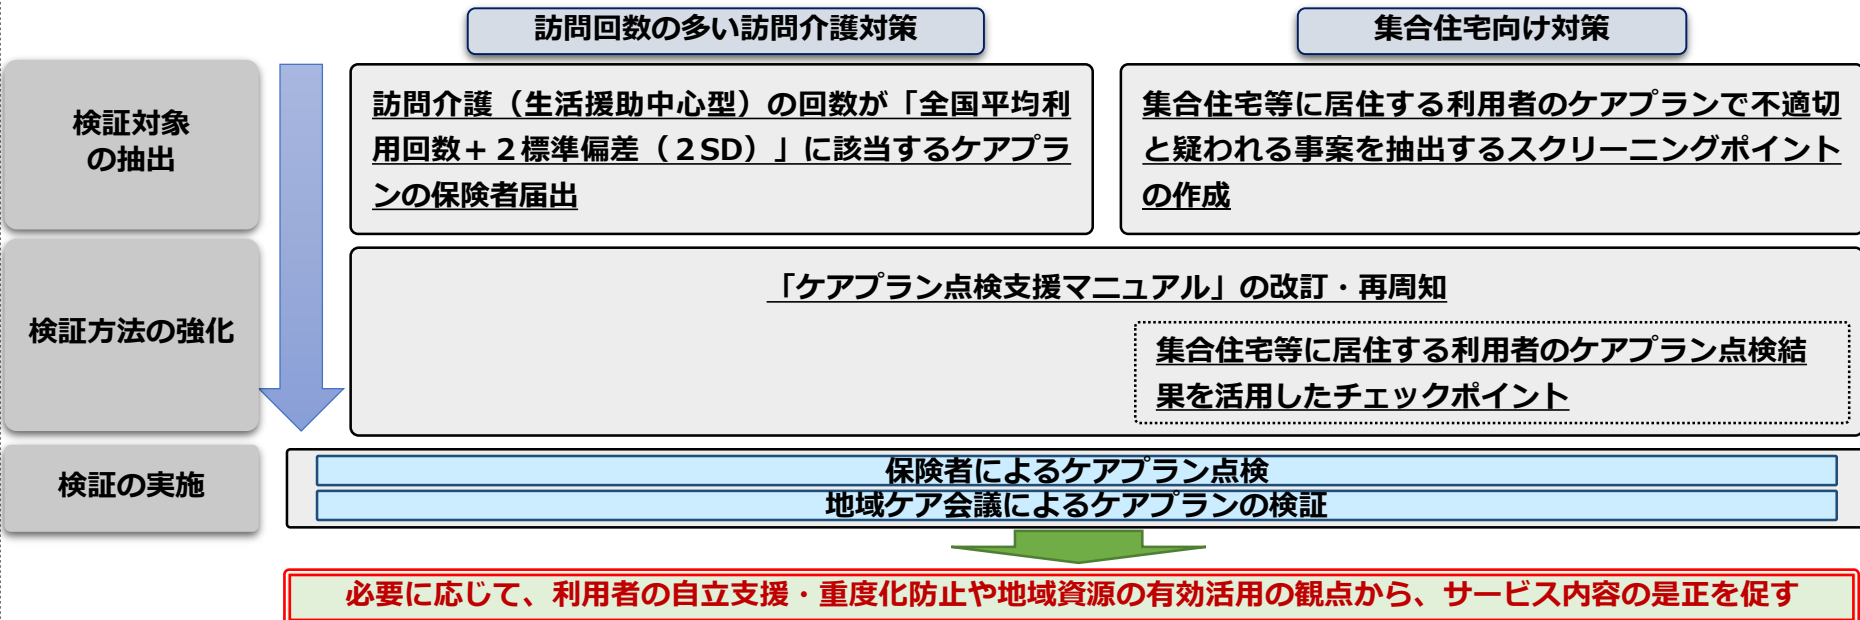 訪問回数の多い訪問介護対策
集合住宅向け対策
検証対象
の抽出
訪問介護（生活援助中心型）の回数が「全国平均利
用回数＋２標準偏差（２SD）」に該当するケアプラ
ンの保険者届出
集合住宅等に居住する利用者のケアプランで不適切
と疑われる事案を抽出するスクリーニングポイント
の作成
検証方法の強化
「ケアプラン点検支援マニュアル」の改訂・再周知
集合住宅等に居住する利用者のケアプラン点検結
果を活用したチェックポイント
検証の実施
保険者によるケアプラン点検
地域ケア会議によるケアプランの検証
必要に応じて、利用者の自立支援・重度化防止や地域資源の有効活用の観点から、サービス内容の是正を促す